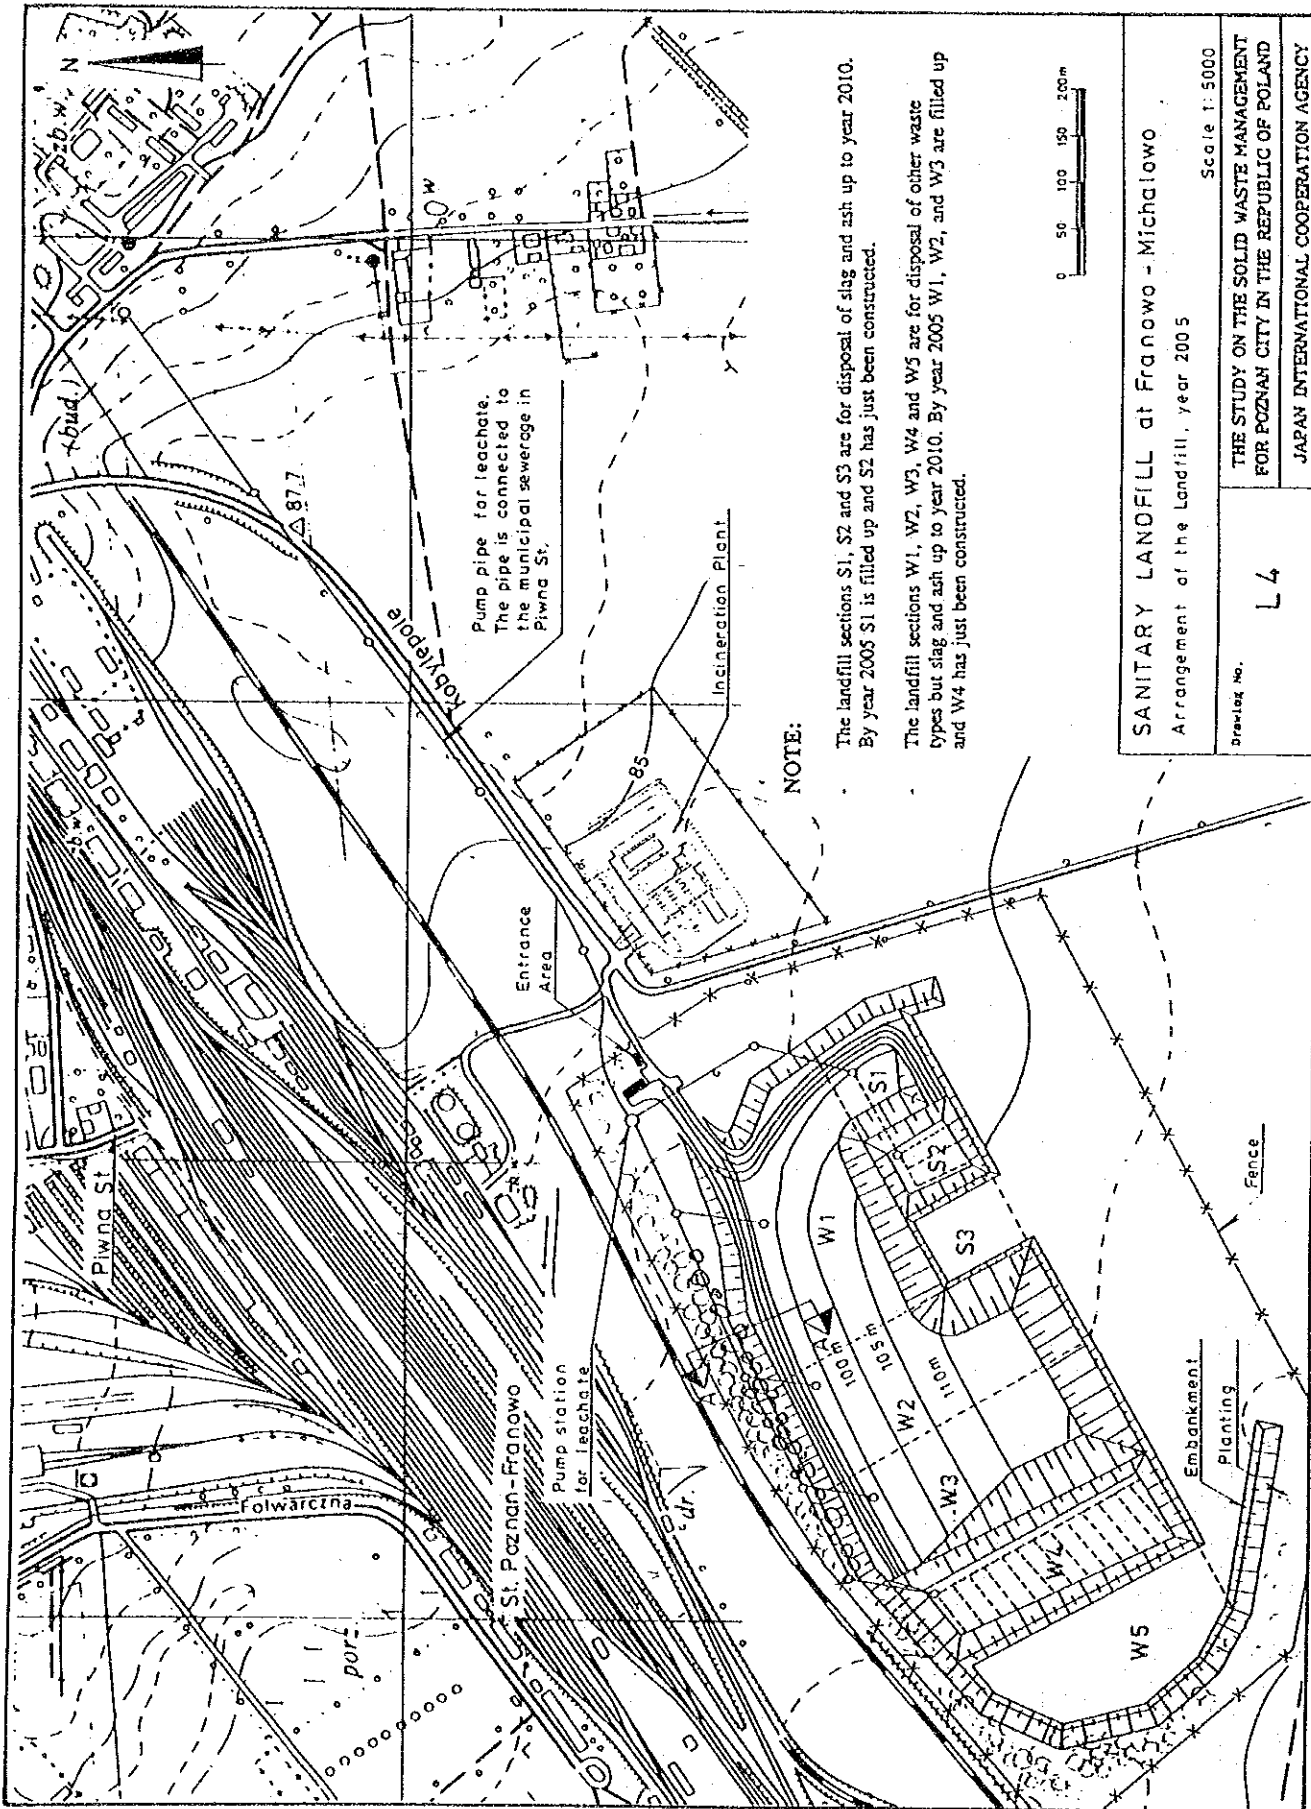 N
zb.w.
(bud.)
△87.7
Kobylepole
Pump pipe for leachate.
The pipe is connected to
the municipal sewerage in
Piwna St.
w
Incineration Plant
85
Entrance
Area
Piwna St
Folwarczna
C
por.
St. Poznan-Franowo
Pump station
for leachate
dr.
A
A
100 m
105 m
110 m
W1
W2
W3
W4
W5
S1
S2
S3
Fence
Embankment
Planting
NOTE:
The landfill sections S1, S2 and S3 are for disposal of slag and ash up to year 2010.
By year 2005 S1 is filled up and S2 has just been constructed.
The landfill sections W1, W2, W3, W4 and W5 are for disposal of other waste
types but slag and ash up to year 2010. By year 2005 W1, W2, and W3 are filled up
and W4 has just been constructed.
0 50 100 150 200m
SANITARY LANDFILL at Franowo - Michalowo
Arrangement of the Landfill, year 2005
Scale 1:5000
Drawing No.
L 4
THE STUDY ON THE SOLID WASTE MANAGEMENT
FOR POZNAN CITY IN THE REPUBLIC OF POLAND
JAPAN INTERNATIONAL COOPERATION AGENCY